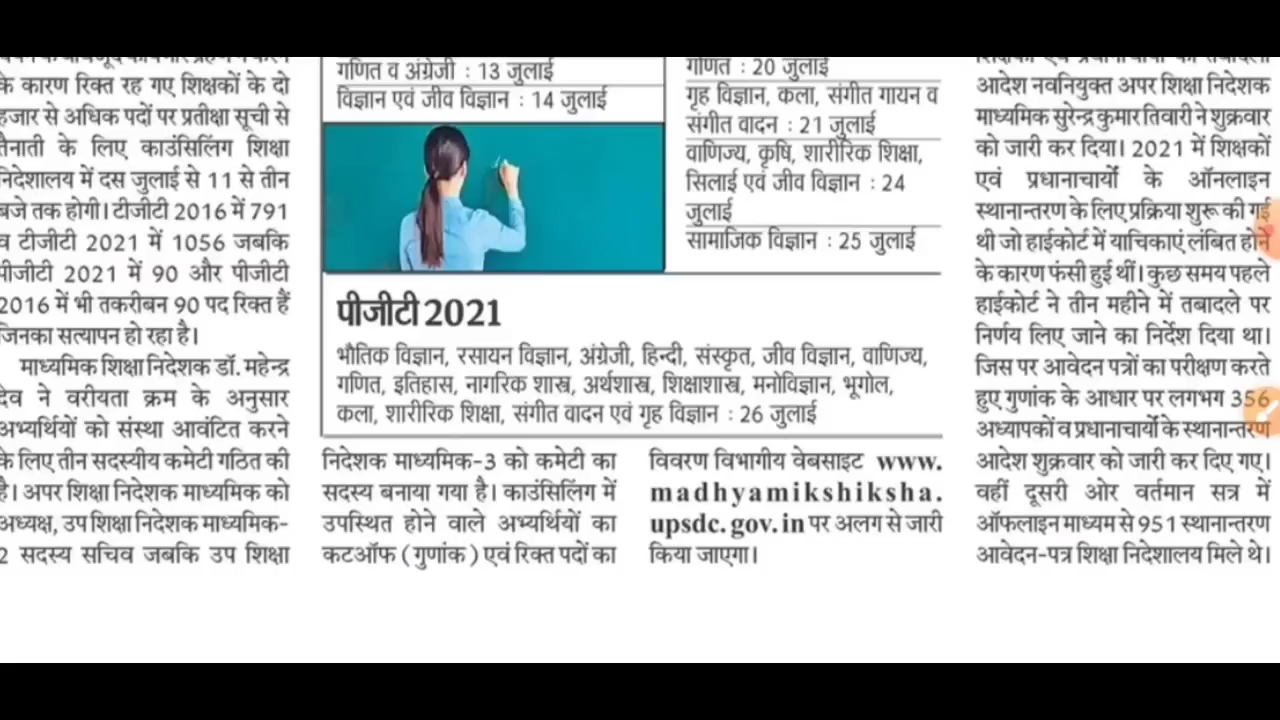 के कारण रिक्त रह गए शिक्षकों के दो
हजार से अधिक पदों पर प्रतीक्षा सूची से
तैनाती के लिए काउंसिलिंग शिक्षा
निदेशालय में दस जुलाई से 11 से तीन
बजे तक होगी। टीजीटी 2016 में 791
व टीजीटी 2021 में 1056 जबकि
पीजीटी 2021 में 90 और पीजीटी
2016 में भी तकरीबन 90 पद रिक्त हैं
जिनका सत्यापन हो रहा है।
माध्यमिक शिक्षा निदेशक डॉ. महेन्द्र
देव ने वरीयता क्रम के अनुसार
अभ्यर्थियों को संस्था आवंटित करने
के लिए तीन सदस्यीय कमेटी गठित की
है। अपर शिक्षा निदेशक माध्यमिक को
अध्यक्ष, उप शिक्षा निदेशक माध्यमिक-
2 सदस्य सचिव जबकि उप शिक्षा
गणित व अंग्रेजी : 13 जुलाई
विज्ञान एवं जीव विज्ञान : 14 जुलाई
गणित : 20 जुलाई
गृह विज्ञान, कला, संगीत गायन व
संगीत वादन : 21 जुलाई
वाणिज्य, कृषि, शारीरिक शिक्षा,
सिलाई एवं जीव विज्ञान : 24
जुलाई
सामाजिक विज्ञान : 25 जुलाई
पीजीटी 2021
भौतिक विज्ञान, रसायन विज्ञान, अंग्रेजी, हिन्दी, संस्कृत, जीव विज्ञान, वाणिज्य,
गणित, इतिहास, नागरिक शास्त्र, अर्थशास्त्र, शिक्षाशास्त्र, मनोविज्ञान, भूगोल,
कला, शारीरिक शिक्षा, संगीत वादन एवं गृह विज्ञान : 26 जुलाई
निदेशक माध्यमिक-3 को कमेटी का
सदस्य बनाया गया है। काउंसिलिंग में
उपस्थित होने वाले अभ्यर्थियों का
कटऑफ (गुणांक) एवं रिक्त पदों का
विवरण विभागीय वेबसाइट www.
madhyamikshiksha.
upsdc.gov.in पर अलग से जारी
किया जाएगा।
आदेश नवनियुक्त अपर शिक्षा निदेशक
माध्यमिक सुरेन्द्र कुमार तिवारी ने शुक्रवार
को जारी कर दिया। 2021 में शिक्षकों
एवं प्रधानाचार्यों के ऑनलाइन
स्थानान्तरण के लिए प्रक्रिया शुरू की गई
थी जो हाईकोर्ट में याचिकाएं लंबित होने
के कारण फंसी हुई थीं। कुछ समय पहले
हाईकोर्ट ने तीन महीने में तबादले पर
निर्णय लिए जाने का निर्देश दिया था।
जिस पर आवेदन पत्रों का परीक्षण करते
हुए गुणांक के आधार पर लगभग 356
अध्यापकों व प्रधानाचार्यों के स्थानान्तरण
आदेश शुक्रवार को जारी कर दिए गए।
वहीं दूसरी ओर वर्तमान सत्र में
ऑफलाइन माध्यम से 951 स्थानान्तरण
आवेदन-पत्र शिक्षा निदेशालय मिले थे।